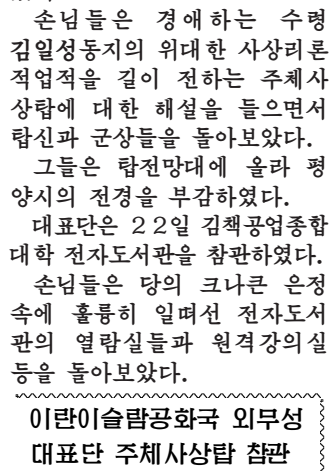 손님들은 경애하는 수령
김일성동지의 위대한 사상리론
적업적을 길이 전하는 주체사
상탑에 대한 해설을 들으면서
탑신과 군상들을 돌아보았다.
그들은 탑전망대에 올라 평
양시의 전경을 부감하였다.
대표단은 22일 김책공업종합
대학 전자도서관을 참관하였다.
손님들은 당의 크나큰 은정
속에 훌륭히 일떠선 전자도서
판의 열람실들과 원격강의실
등을 돌아보았다.
이란이슬람공화국 외무성
대표단 주체사상탑 참관